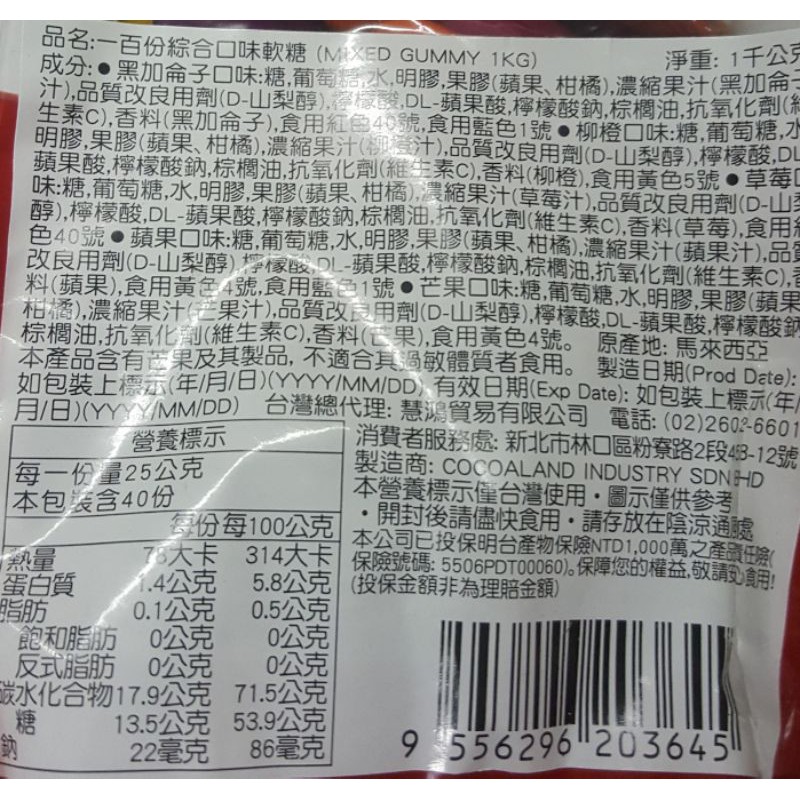 品名:一百份綜合口味軟糖 (MIXED GUMMY 1KG) 淨重: 1千公克
成分:●黑加侖子口味:糖,葡萄糖,水,明膠,果膠(蘋果、柑橘),濃縮果汁(黑加侖子
汁),品質改良用劑(D-山梨醇),檸檬酸,DL-蘋果酸,檸檬酸鈉,棕櫚油,抗氧化劑(維
生素C),香料(黑加侖子),食用紅色40號,食用藍色1號●柳橙口味:糖,葡萄糖,水
明膠,果膠(蘋果、柑橘),濃縮果汁(柳橙汁),品質改良用劑(D-山梨醇),檸檬酸,DL
蘋果酸,檸檬酸鈉,棕櫚油,抗氧化劑(維生素C),香料(柳橙),食用黃色5號●草莓口
味:糖,葡萄糖,水,明膠,果膠(蘋果、柑橘),濃縮果汁(草莓汁),品質改良用劑(D-山梨
醇),檸檬酸,DL-蘋果酸,檸檬酸鈉,棕櫚油,抗氧化劑(維生素C),香料(草莓),食用紅
色40號●蘋果口味:糖,葡萄糖,水,明膠,果膠(蘋果、柑橘),濃縮果汁(蘋果汁),品質
改良用劑(D-山梨醇),檸檬酸,DL-蘋果酸,檸檬酸鈉,棕櫚油,抗氧化劑(維生素C),香
料(蘋果),食用黃色4號,食用藍色1號●芒果口味:糖,葡萄糖,水,明膠,果膠(蘋果
柑橘),濃縮果汁(芒果汁),品質改良用劑(D-山梨醇),檸檬酸,DL-蘋果酸,檸檬酸鈉
棕櫚油,抗氧化劑(維生素C),香料(芒果),食用黃色4號。 原產地: 馬來西亞
本產品含有芒果及其製品, 不適合其過敏體質者食用。 製造日期(Prod Date):
如包裝上標示(年/月/日)(YYYY/MM/DD) 有效日期(Exp Date): 如包裝上標示(年/
月/日)(YYYY/MM/DD) 台灣總代理: 慧鴻貿易有限公司 電話: (02)2602-6601
消費者服務處: 新北市林口區粉寮路2段483-12號
製造商: COCOALAND INDUSTRY SDN BHD
本營養標示僅台灣使用・圖示僅供參考
・開封後請儘快食用・請存放在陰涼通風處
本公司已投保明台產物保險NTD1,000萬之產品責任險(
保險號碼: 5506PDT00060)。保障您的權益,敬請安心食用!
(投保金額非為理賠金額)
營養標示
每一份量25公克
本包裝含40份
每份 每100公克
熱量 78大卡 314大卡
蛋白質 1.4公克 5.8公克
脂肪 0.1公克 0.5公克
飽和脂肪 0公克 0公克
反式脂肪 0公克 0公克
碳水化合物 17.9公克 71.5公克
糖 13.5公克 53.9公克
鈉 22毫克 86毫克
9 556296 203645